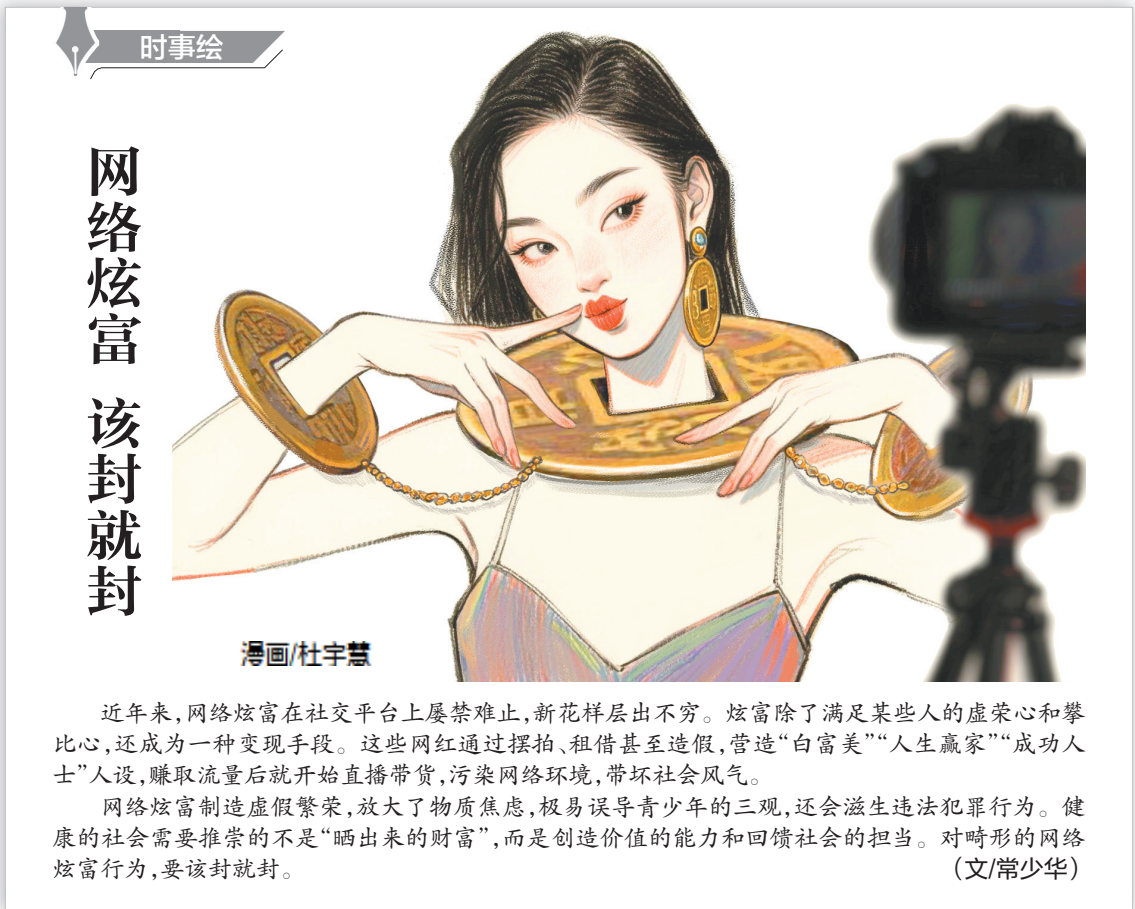 时事绘
网络炫富 该封就封
漫画/杜宇慧
近年来,网络炫富在社交平台上屡禁难止,新花样层出不穷。炫富除了满足某些人的虚荣心和攀
比心,还成为一种变现手段。这些网红通过摆拍、租借甚至造假,营造“白富美”“人生赢家”“成功人
士”人设,赚取流量后就开始直播带货,污染网络环境,带坏社会风气。
网络炫富制造虚假繁荣,放大了物质焦虑,极易误导青少年的三观,还会滋生违法犯罪行为。健
康的社会需要推崇的不是“晒出来的财富”,而是创造价值的能力和回馈社会的担当。对畸形的网络
炫富行为,要该封就封。
(文/常少华)